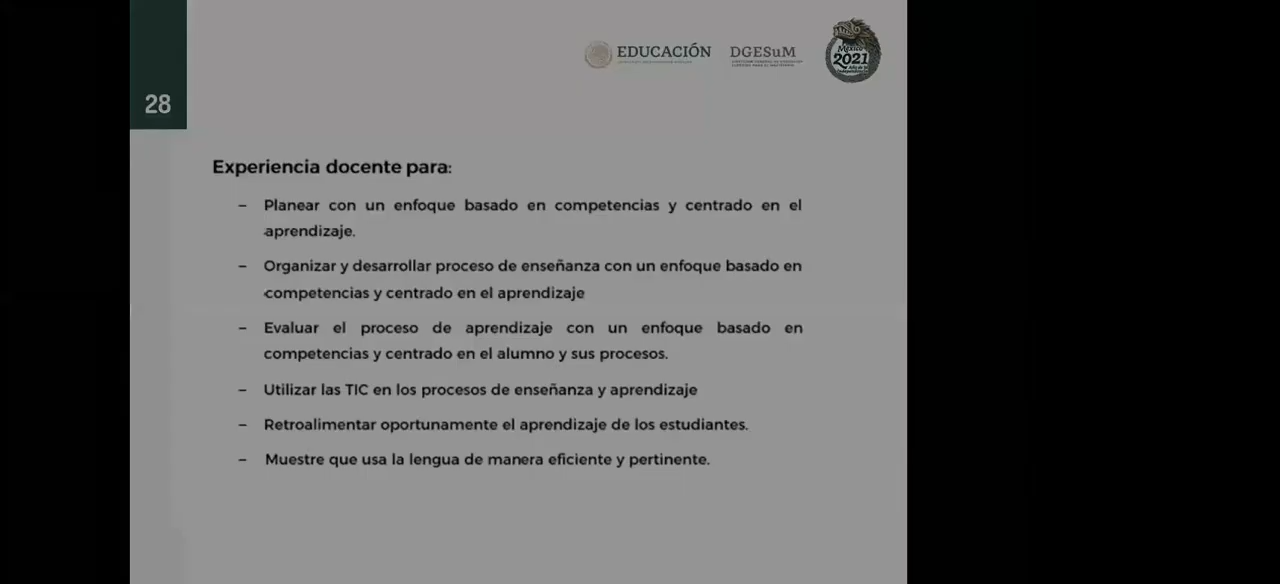 EDUCACIÓN
DGESuM
México
2021
28
Experiencia docente para:
– Planear con un enfoque basado en competencias y centrado en el
aprendizaje.
– Organizar y desarrollar proceso de enseñanza con un enfoque basado en
competencias y centrado en el aprendizaje
– Evaluar el proceso de aprendizaje con un enfoque basado en
competencias y centrado en el alumno y sus procesos.
– Utilizar las TIC en los procesos de enseñanza y aprendizaje
– Retroalimentar oportunamente el aprendizaje de los estudiantes.
– Muestre que usa la lengua de manera eficiente y pertinente.